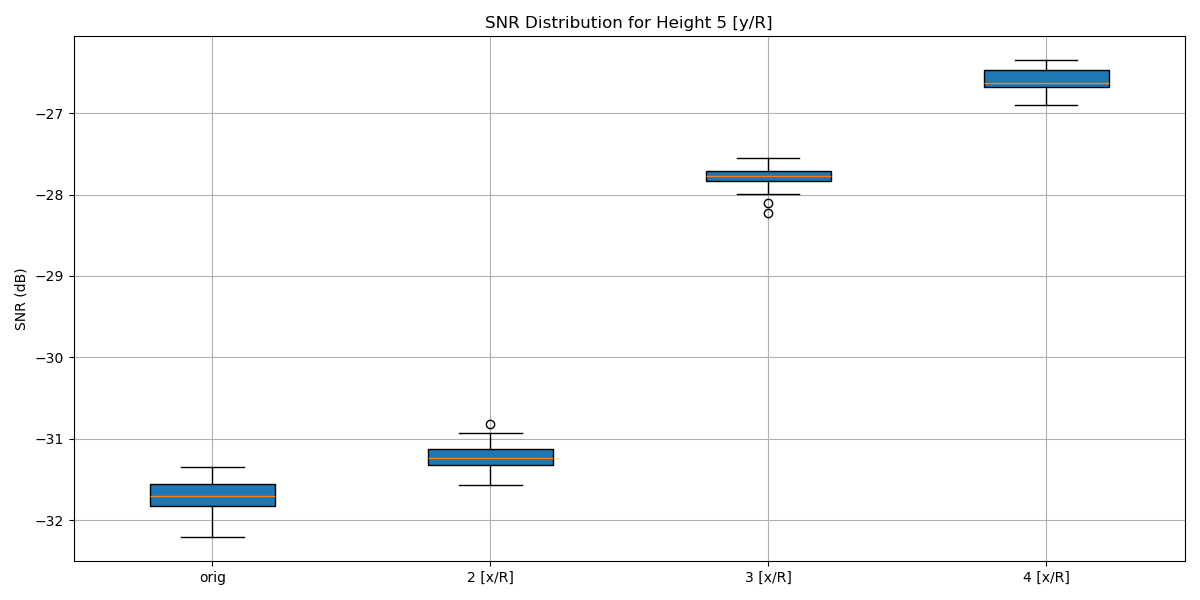 SNR Distribution for Height 5 [y/R]
SNR (dB)
−27
−28
−29
−30
−31
−32
orig
2 [x/R]
3 [x/R]
4 [x/R]